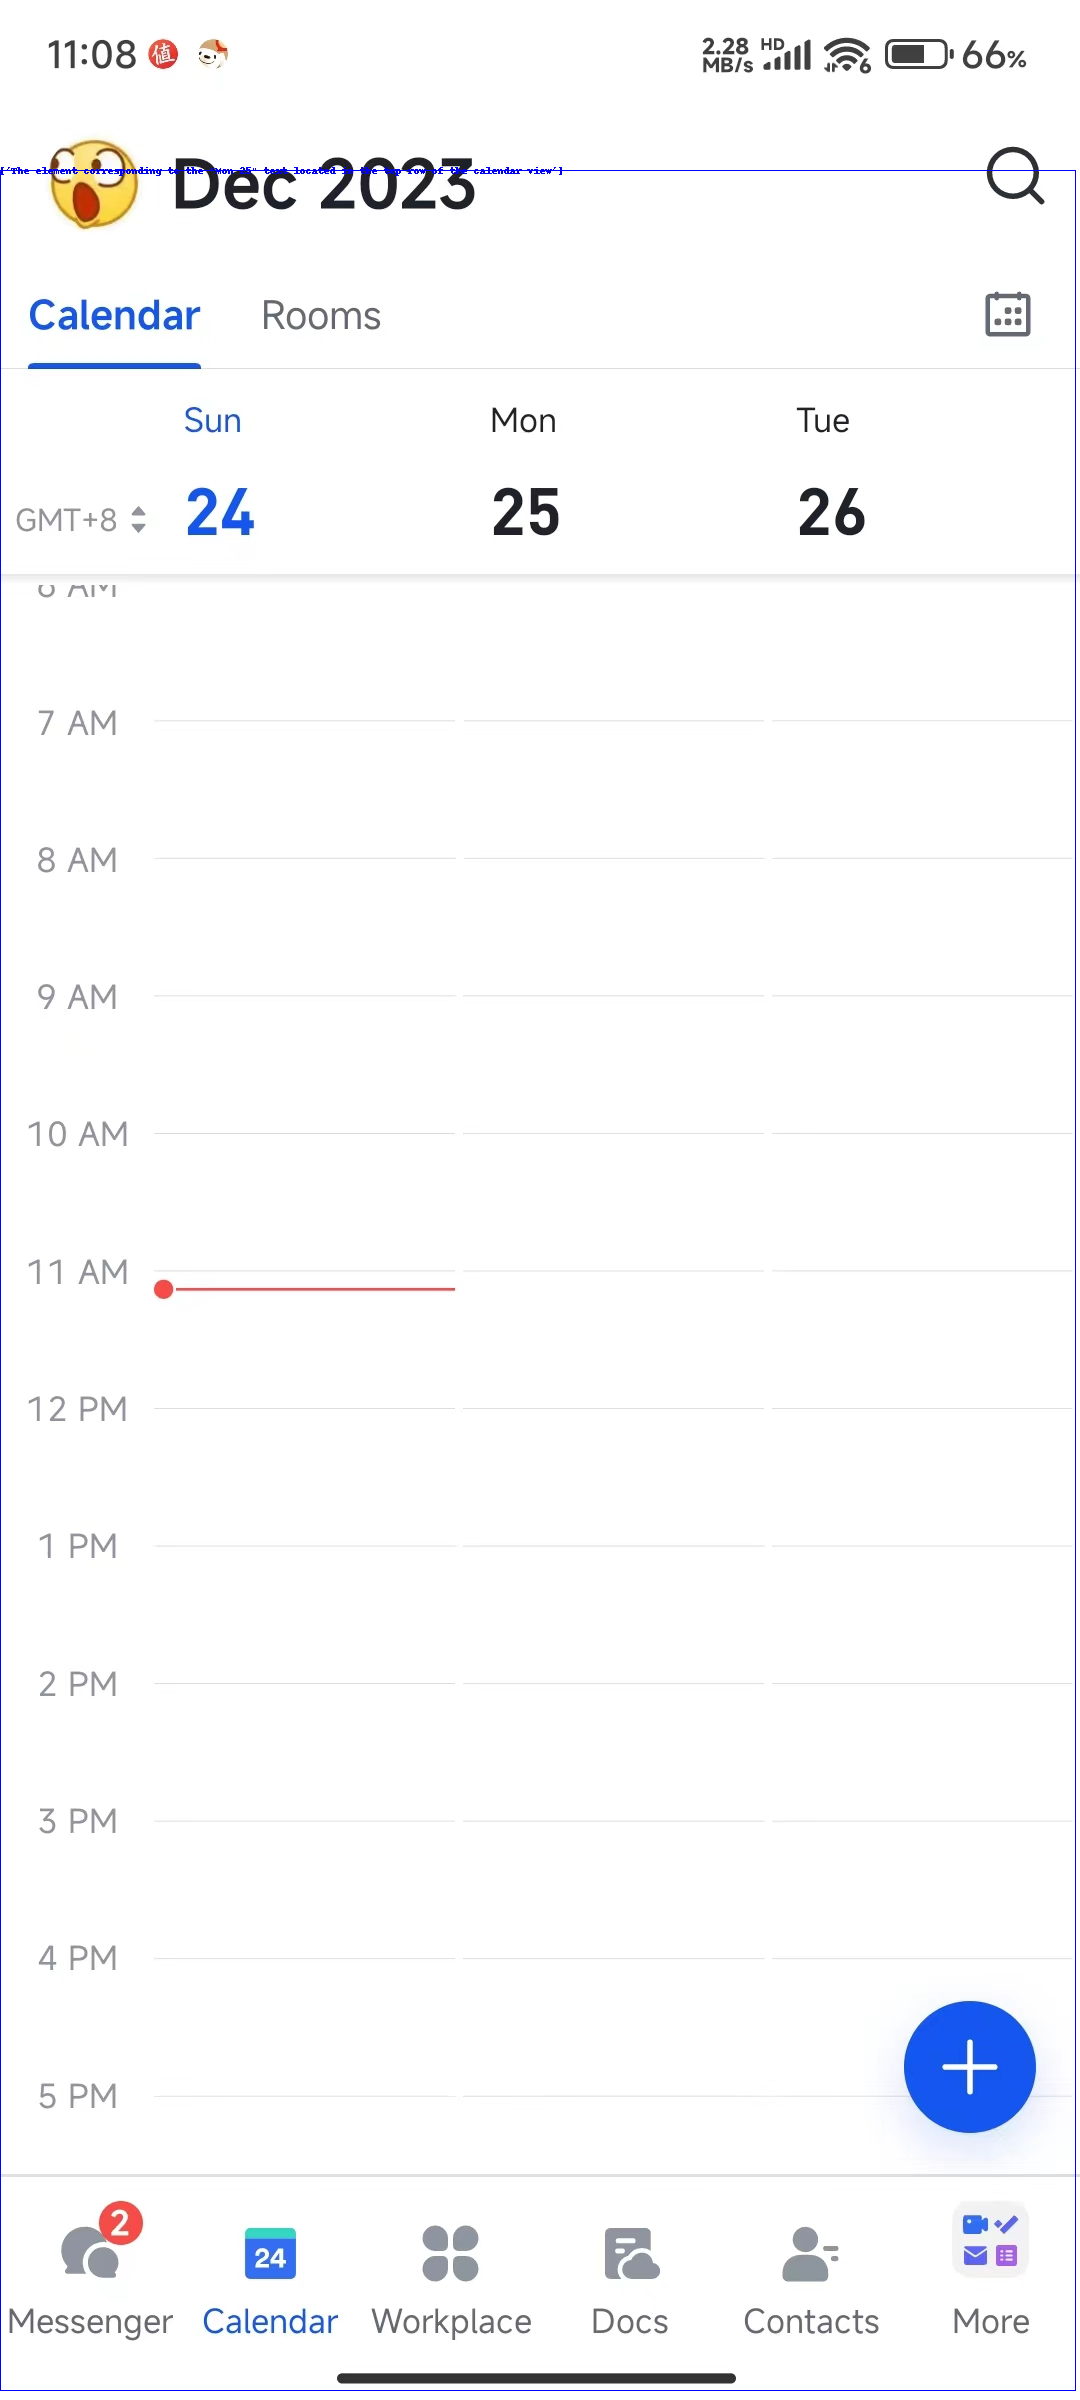 11:08 值 2.28 MB/s HD 6 66%
['The element corresponding to the "Mon 25" text located in the top row of the calendar view']
Dec 2023
Calendar Rooms
Sun Mon Tue
GMT+8 24 25 26
6 AM
7 AM
8 AM
9 AM
10 AM
11 AM
12 PM
1 PM
2 PM
3 PM
4 PM
5 PM
2
24
Messenger Calendar Workplace Docs Contacts More